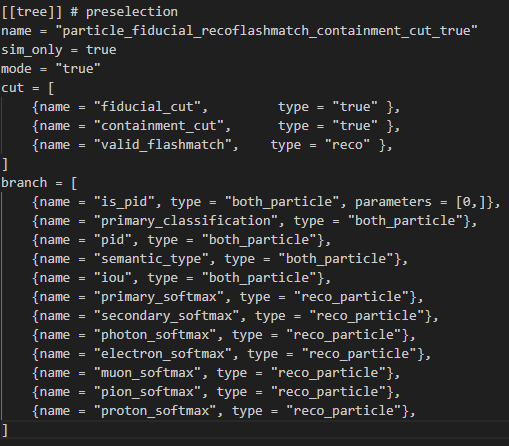 [[tree]] # preselection
name = "particle_fiducial_recoflashmatch_containment_cut_true"
sim_only = true
mode = "true"
cut = [
    {name = "fiducial_cut",         type = "true" },
    {name = "containment_cut",      type = "true" },
    {name = "valid_flashmatch",    type = "reco" },
]
branch = [
    {name = "is_pid", type = "both_particle", parameters = [0,]},
    {name = "primary_classification", type = "both_particle"},
    {name = "pid", type = "both_particle"},
    {name = "semantic_type", type = "both_particle"},
    {name = "iou", type = "both_particle"},
    {name = "primary_softmax", type = "reco_particle"},
    {name = "secondary_softmax", type = "reco_particle"},
    {name = "photon_softmax", type = "reco_particle"},
    {name = "electron_softmax", type = "reco_particle"},
    {name = "muon_softmax", type = "reco_particle"},
    {name = "pion_softmax", type = "reco_particle"},
    {name = "proton_softmax", type = "reco_particle"},
]